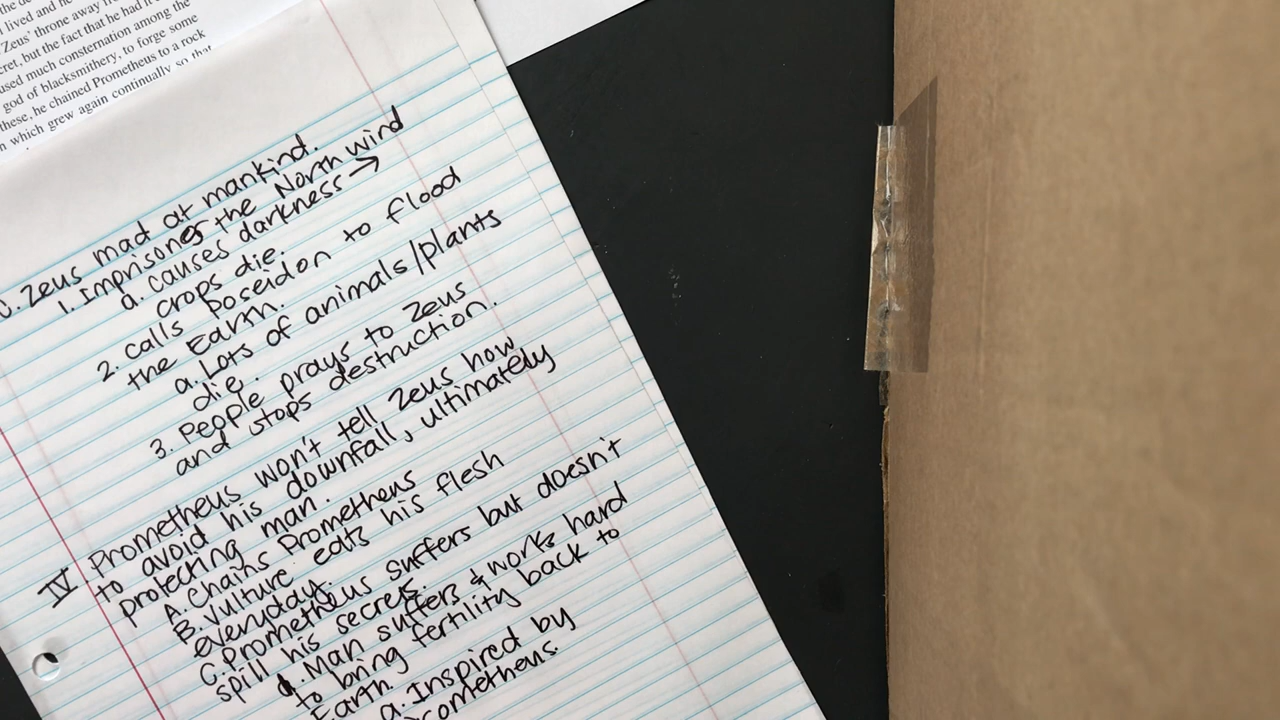 lived and he
Zeus' throne away fro
cret, but the fact that he had it
used much consternation among the
god of blacksmithery, to forge some
these, he chained Prometheus to a rock
which grew again continually so that
C. Zeus mad at mankind.
1. Imprisones the North wind
a. causes darkness →
crops die.
2. calls poseidon to flood
the Earth.
a. Lots of animals/plants
die.
3. People prays to Zeus
and stops destruction.
IV Prometheus won't tell Zeus how
to avoid his downfall, ultimately
protecting man.
A. Chains Prometheus
B. Vulture eats his flesh
everyday.
C. Prometheus suffers but doesn't
spill his secrets.
d. Man suffers & works hard
to bring fertility back to
Earth.
a. Inspired by
rometheus.